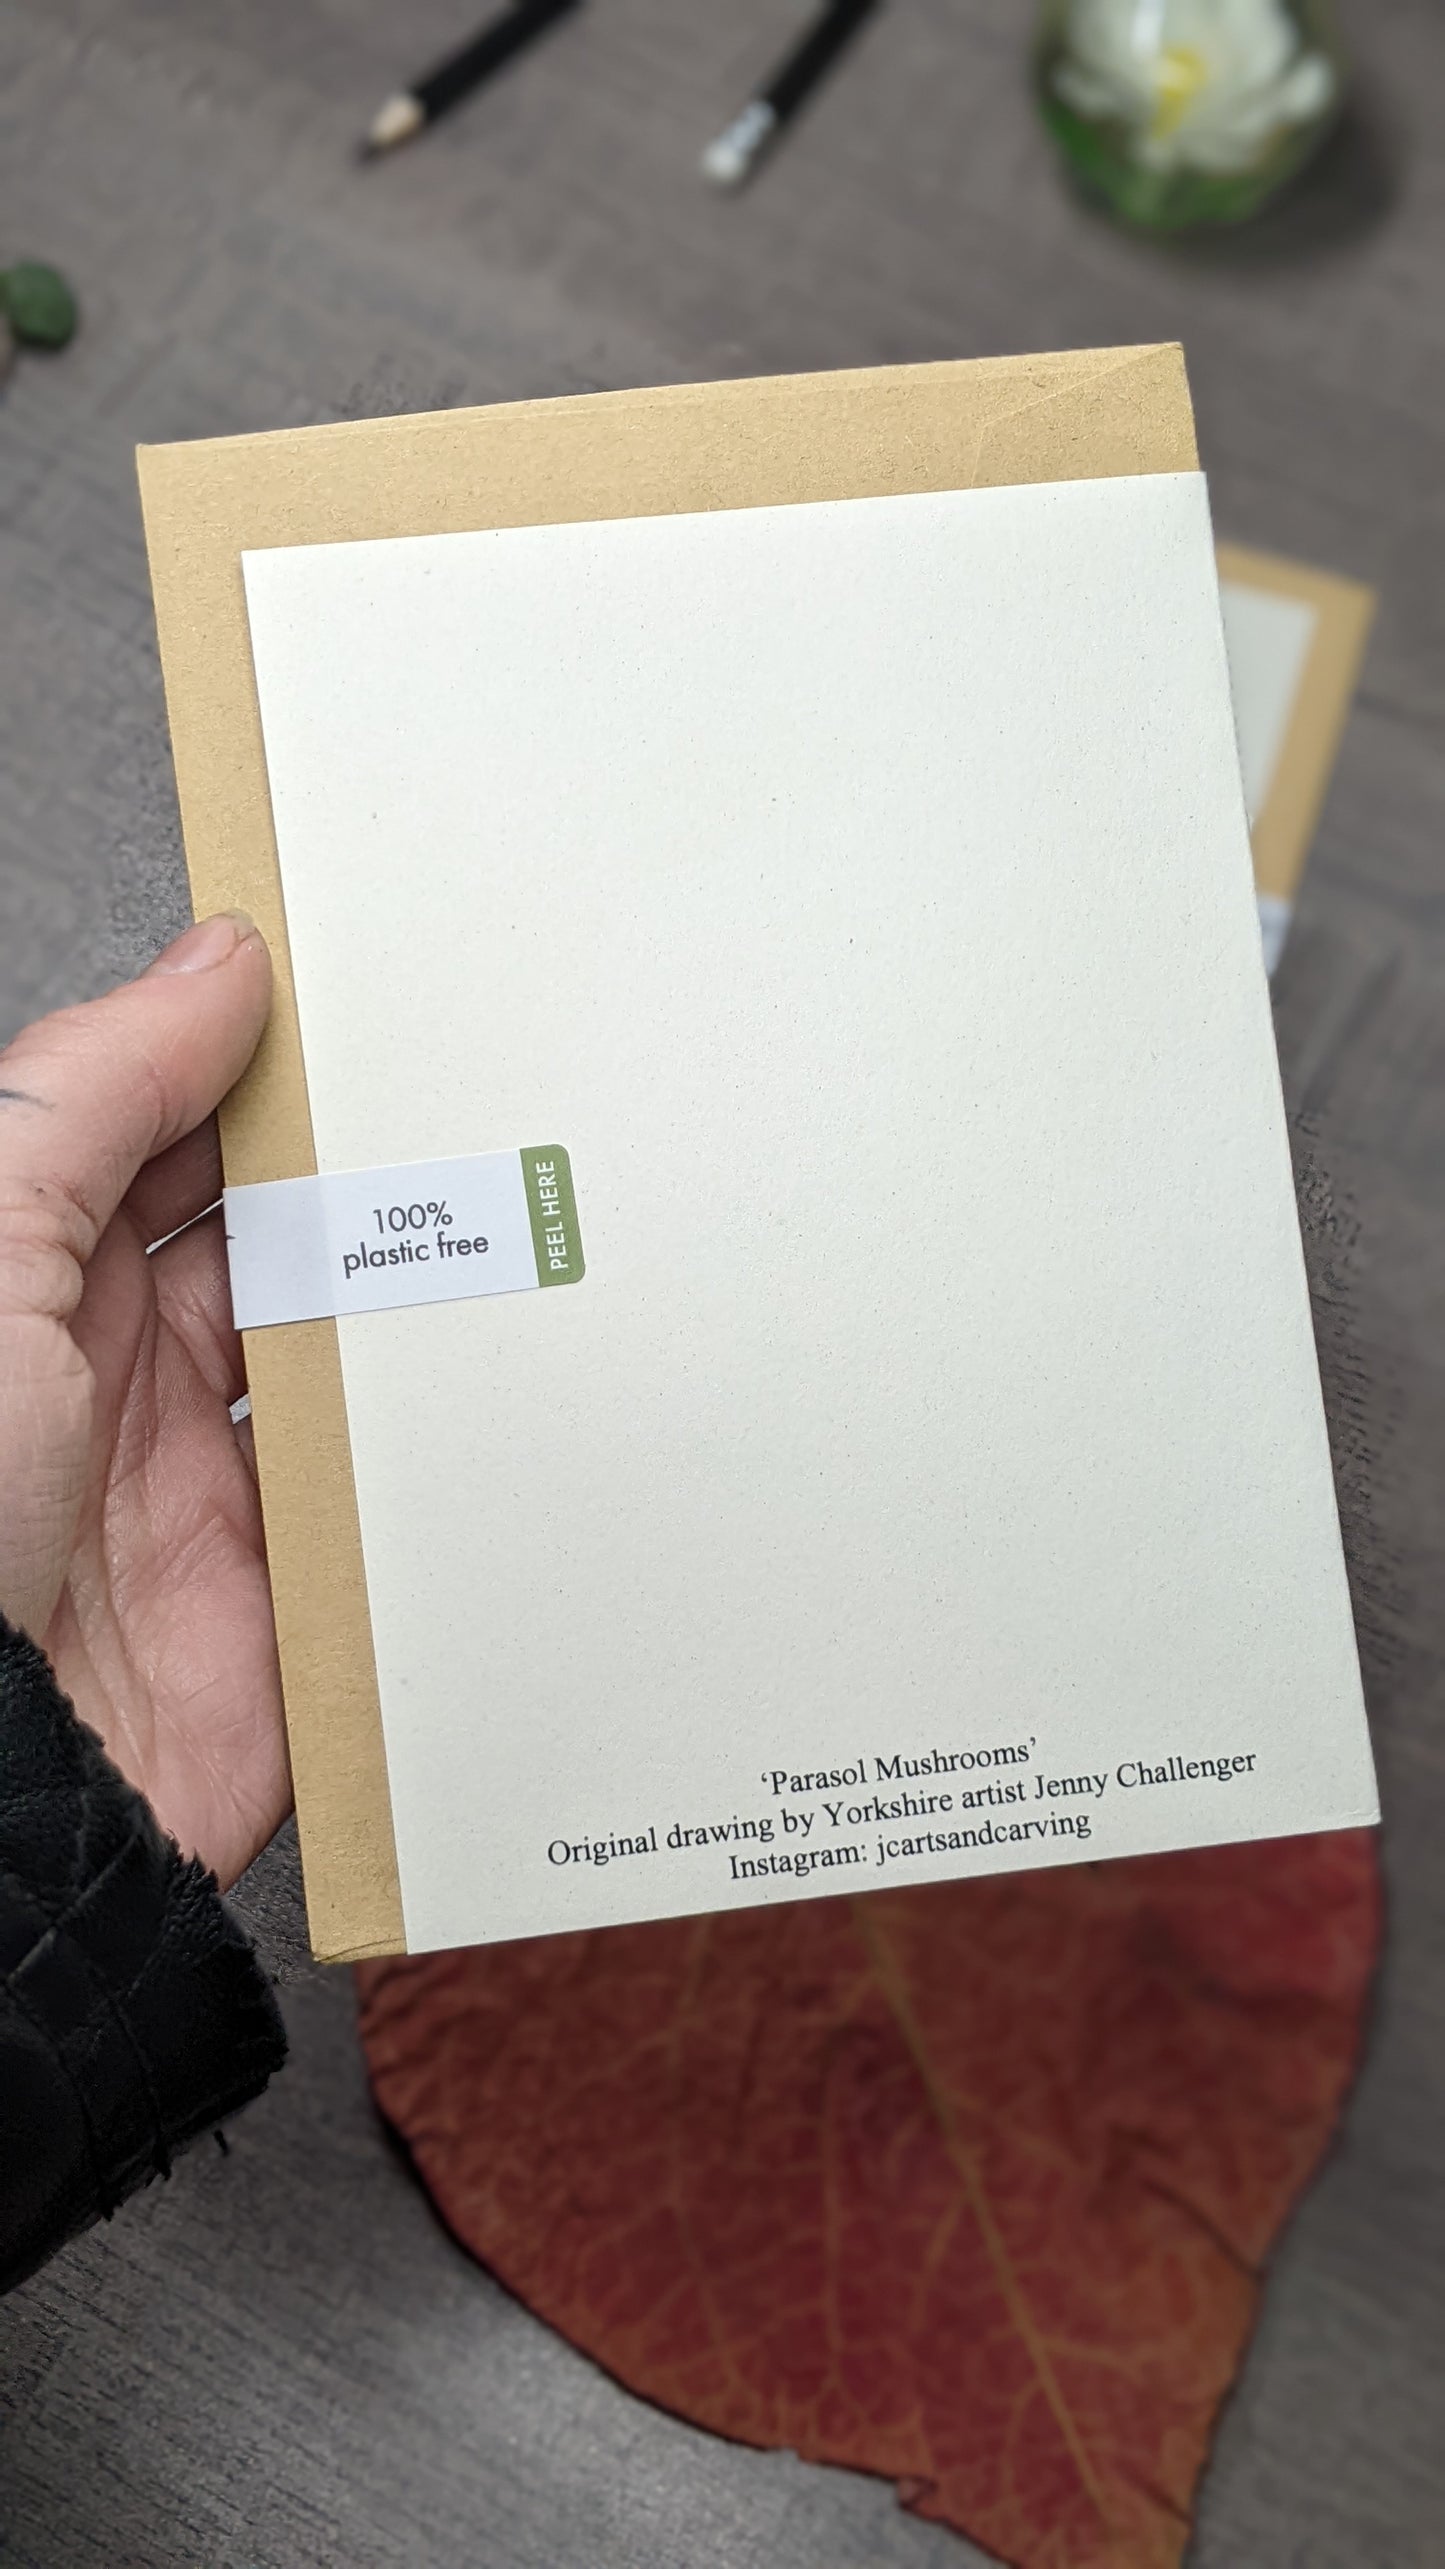 100%
plastic free
PEEL HERE
‘Parasol Mushrooms’
Original drawing by Yorkshire artist Jenny Challenger
Instagram: jcartsandcarving